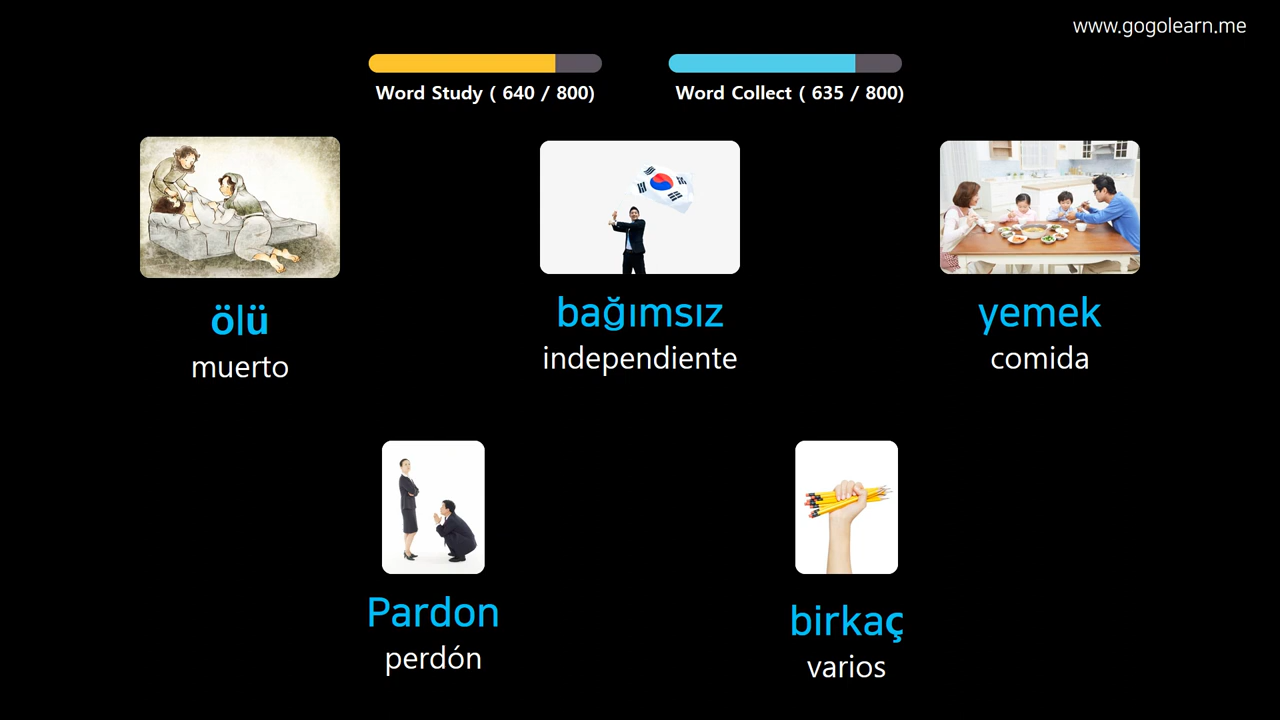 www.gogolearn.me
Word Study ( 640 / 800)
Word Collect ( 635 / 800)
ölü
muerto
bağımsız
independiente
yemek
comida
Pardon
perdón
birkaç
varios